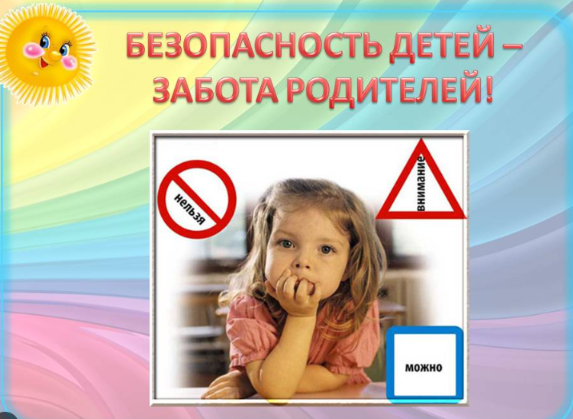 БЕЗОПАСНОСТЬ ДЕТЕЙ –
ЗАБОТА РОДИТЕЛЕЙ!
нельзя
внимание
можно